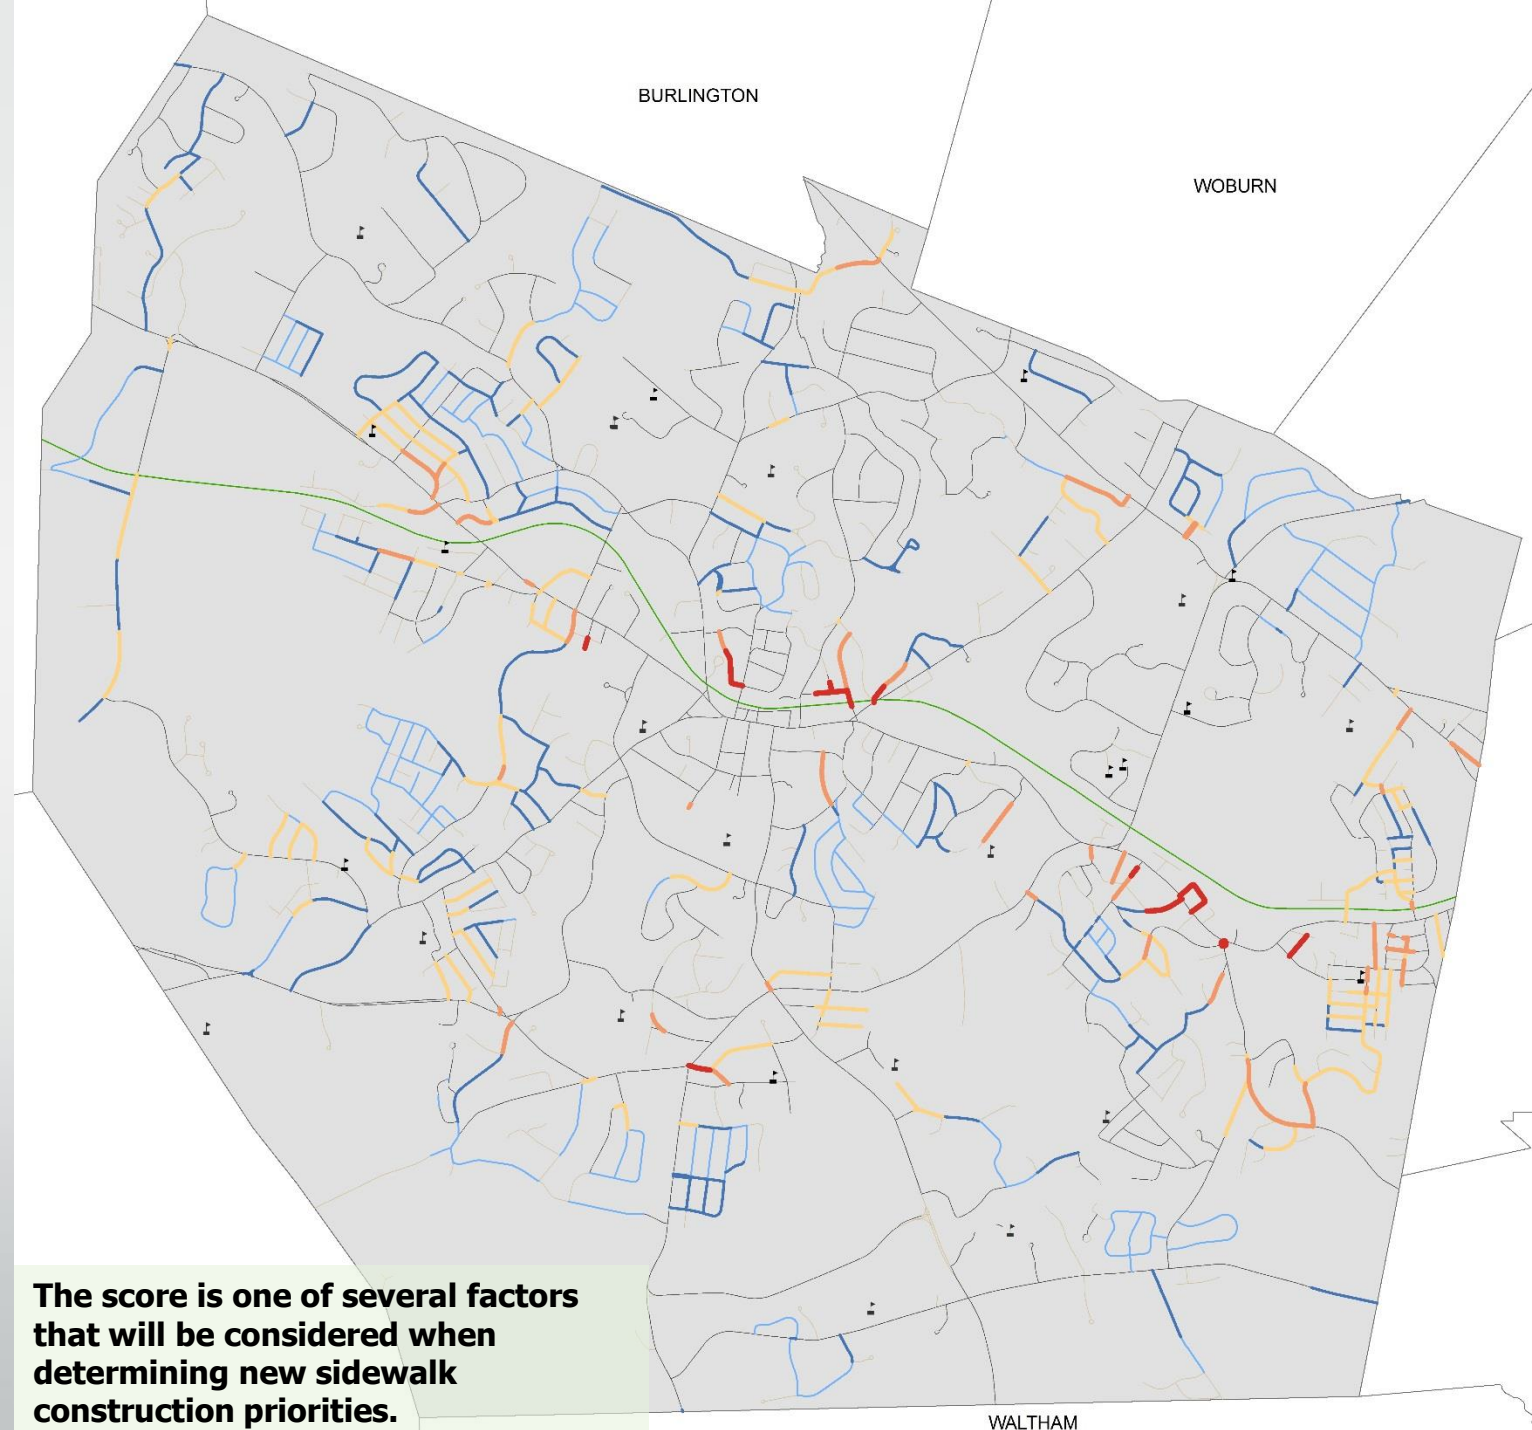 BURLINGTON
WOBURN
The score is one of several factors
that will be considered when
determining new sidewalk
construction priorities.
WALTHAM